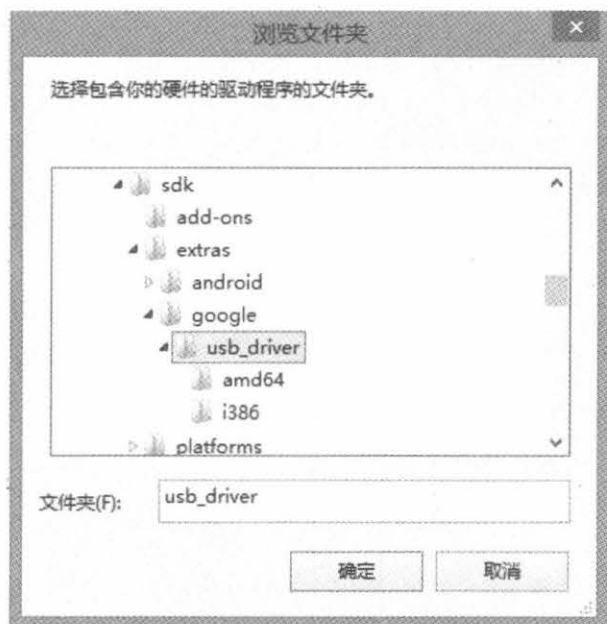 浏览文件夹
选择包含你的硬件的驱动程序的文件夹。
sdk
add-ons
extras
android
google
usb_driver
amd64
i386
platforms
文件夹(F): usb_driver
确定 取消